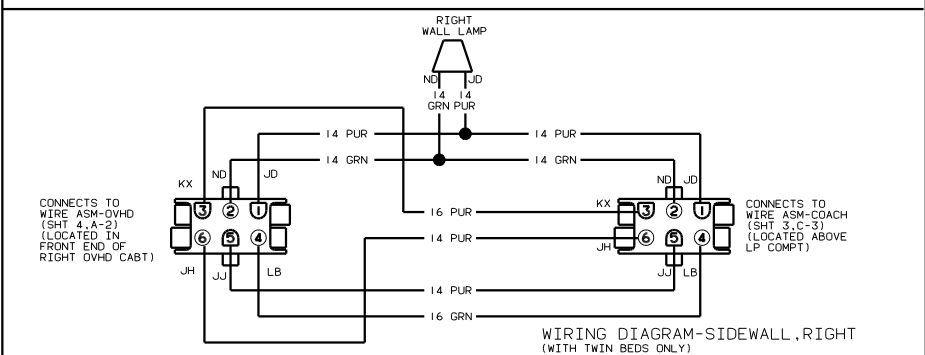 RIGHT
WALL LAMP
ND JD
14 14
GRN PUR
14 PUR 14 PUR
14 GRN 14 GRN
KX ND JD
ND JD
KX
3 2 1
6 5 4
3 2 1
6 5 4
CONNECTS TO
WIRE ASM-OVHD
(SHT 4,A-2)
(LOCATED IN
FRONT END OF
RIGHT OVHD CABT)
16 PUR
14 PUR
CONNECTS TO
WIRE ASM-COACH
(SHT 3,C-3)
(LOCATED ABOVE
LP COMPT)
JH
JH JJ LB
JJ LB
14 PUR
16 GRN
WIRING DIAGRAM-SIDEWALL,RIGHT
(WITH TWIN BEDS ONLY)